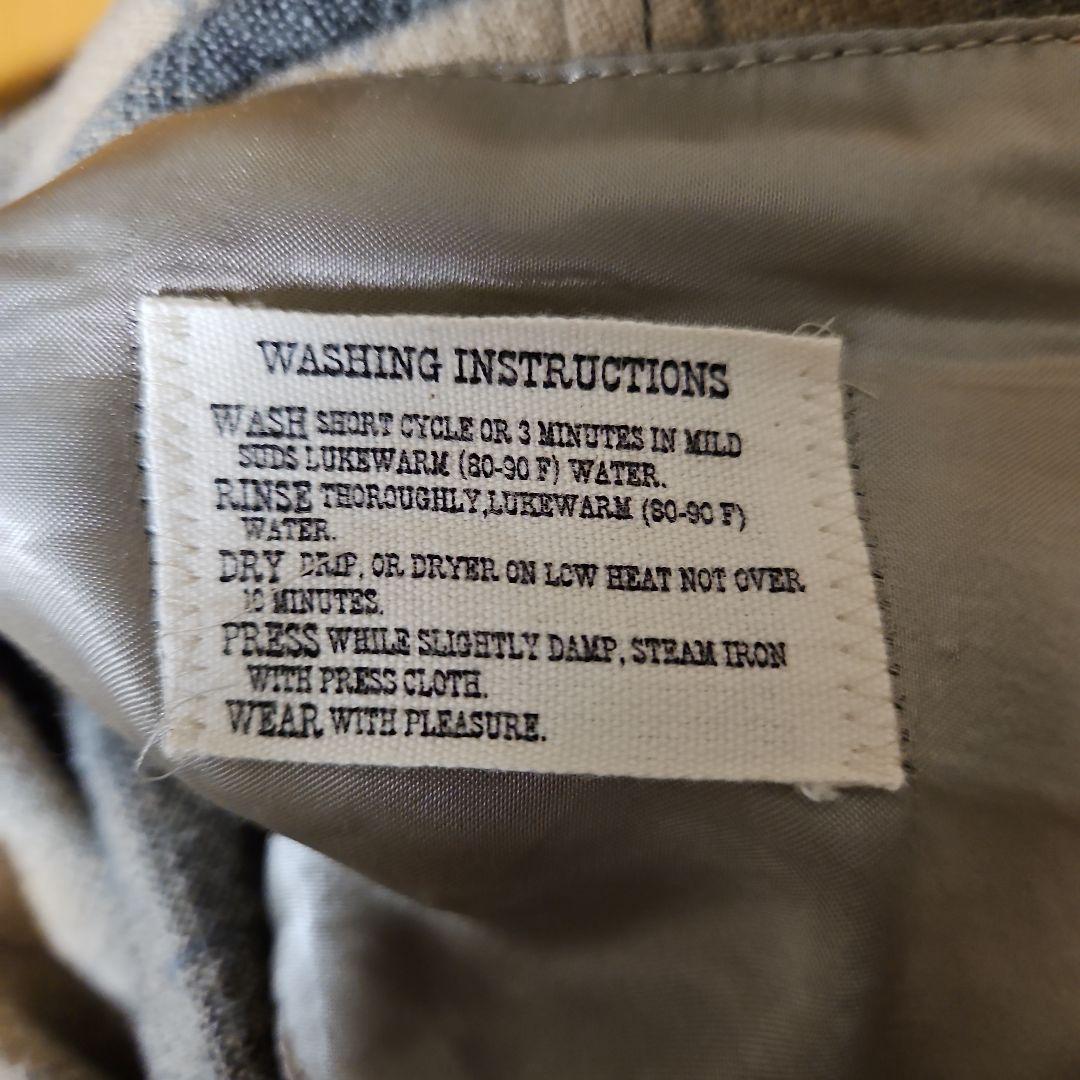 WASHING INSTRUCTIONS
WASH SHORT CYCLE OR 3 MINUTES IN MILD
SUDS LUKEWARM (80-90 F) WATER.
RINSE THOROUGHLY, LUKEWARM (80-90 F)
WATER.
DRY DRIP, OR DRYER ON LOW HEAT NOT OVER
10 MINUTES.
PRESS WHILE SLIGHTLY DAMP, STEAM IRON
WITH PRESS CLOTH.
WEAR WITH PLEASURE.